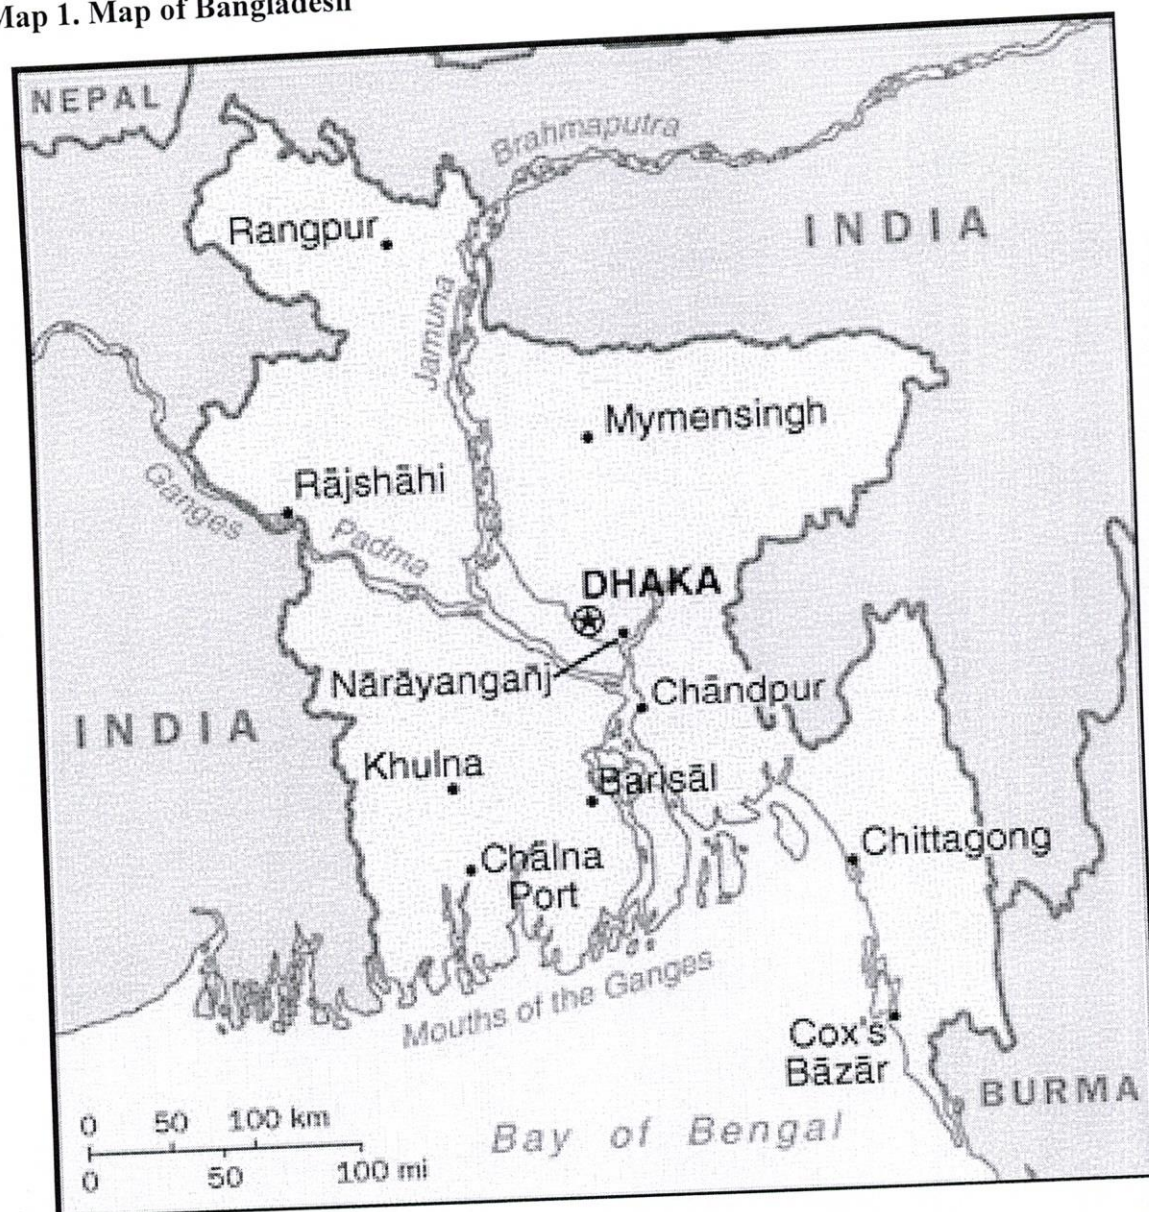 Map 1. Map of Bangladesh
NEPAL
Brahmaputra
INDIA
Rangpur
Jamuna
Mymensingh
Rājshāhi
Ganges
Padma
DHAKA
Nārāyangañj
Chāndpur
INDIA
Khulna
Barisāl
Chālna
Port
Chittagong
Mouths of the Ganges
Cox's
Bāzār
BURMA
Bay of Bengal
0 50 100 km
0 50 100 mi